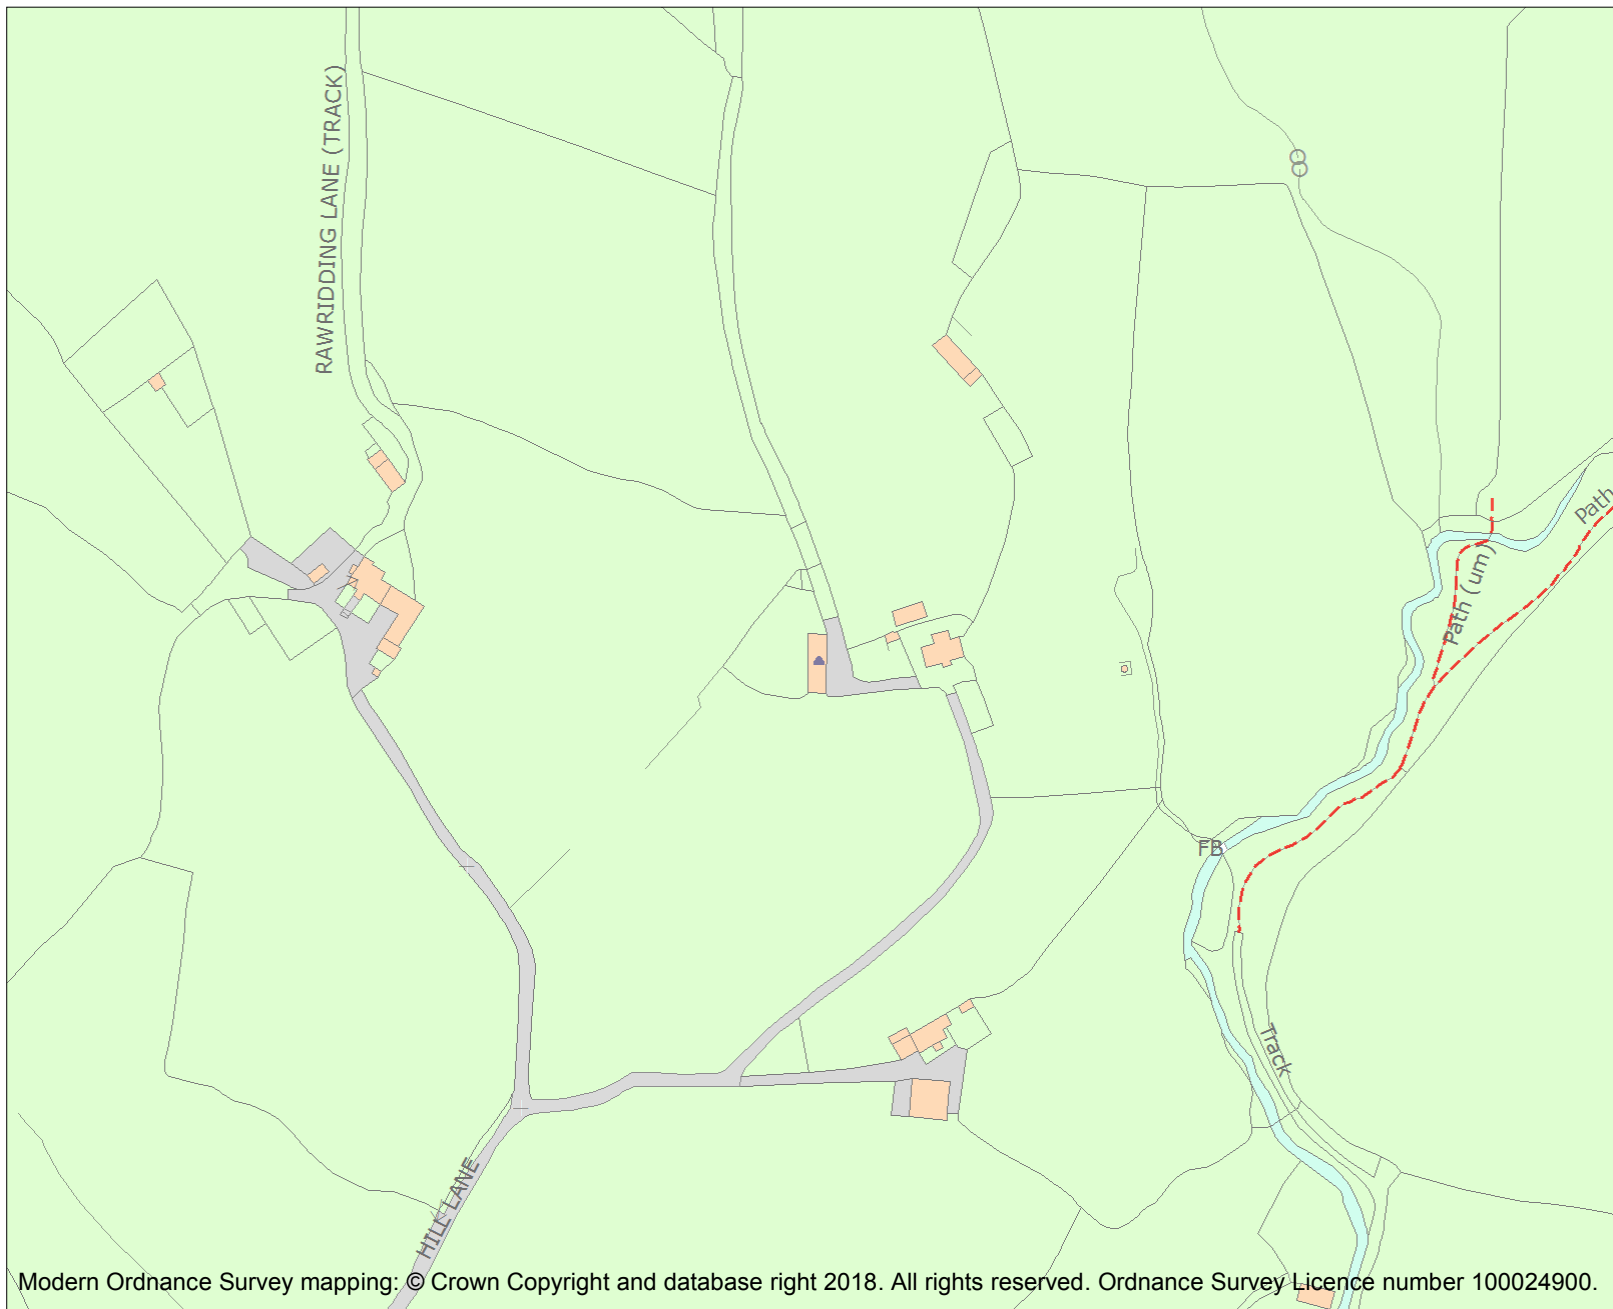 RAWRIDDING LANE (TRACK)
Path
Path (um)
FB
Track
HILL LANE
Modern Ordnance Survey mapping: © Crown Copyright and database right 2018. All rights reserved. Ordnance Survey Licence number 100024900.